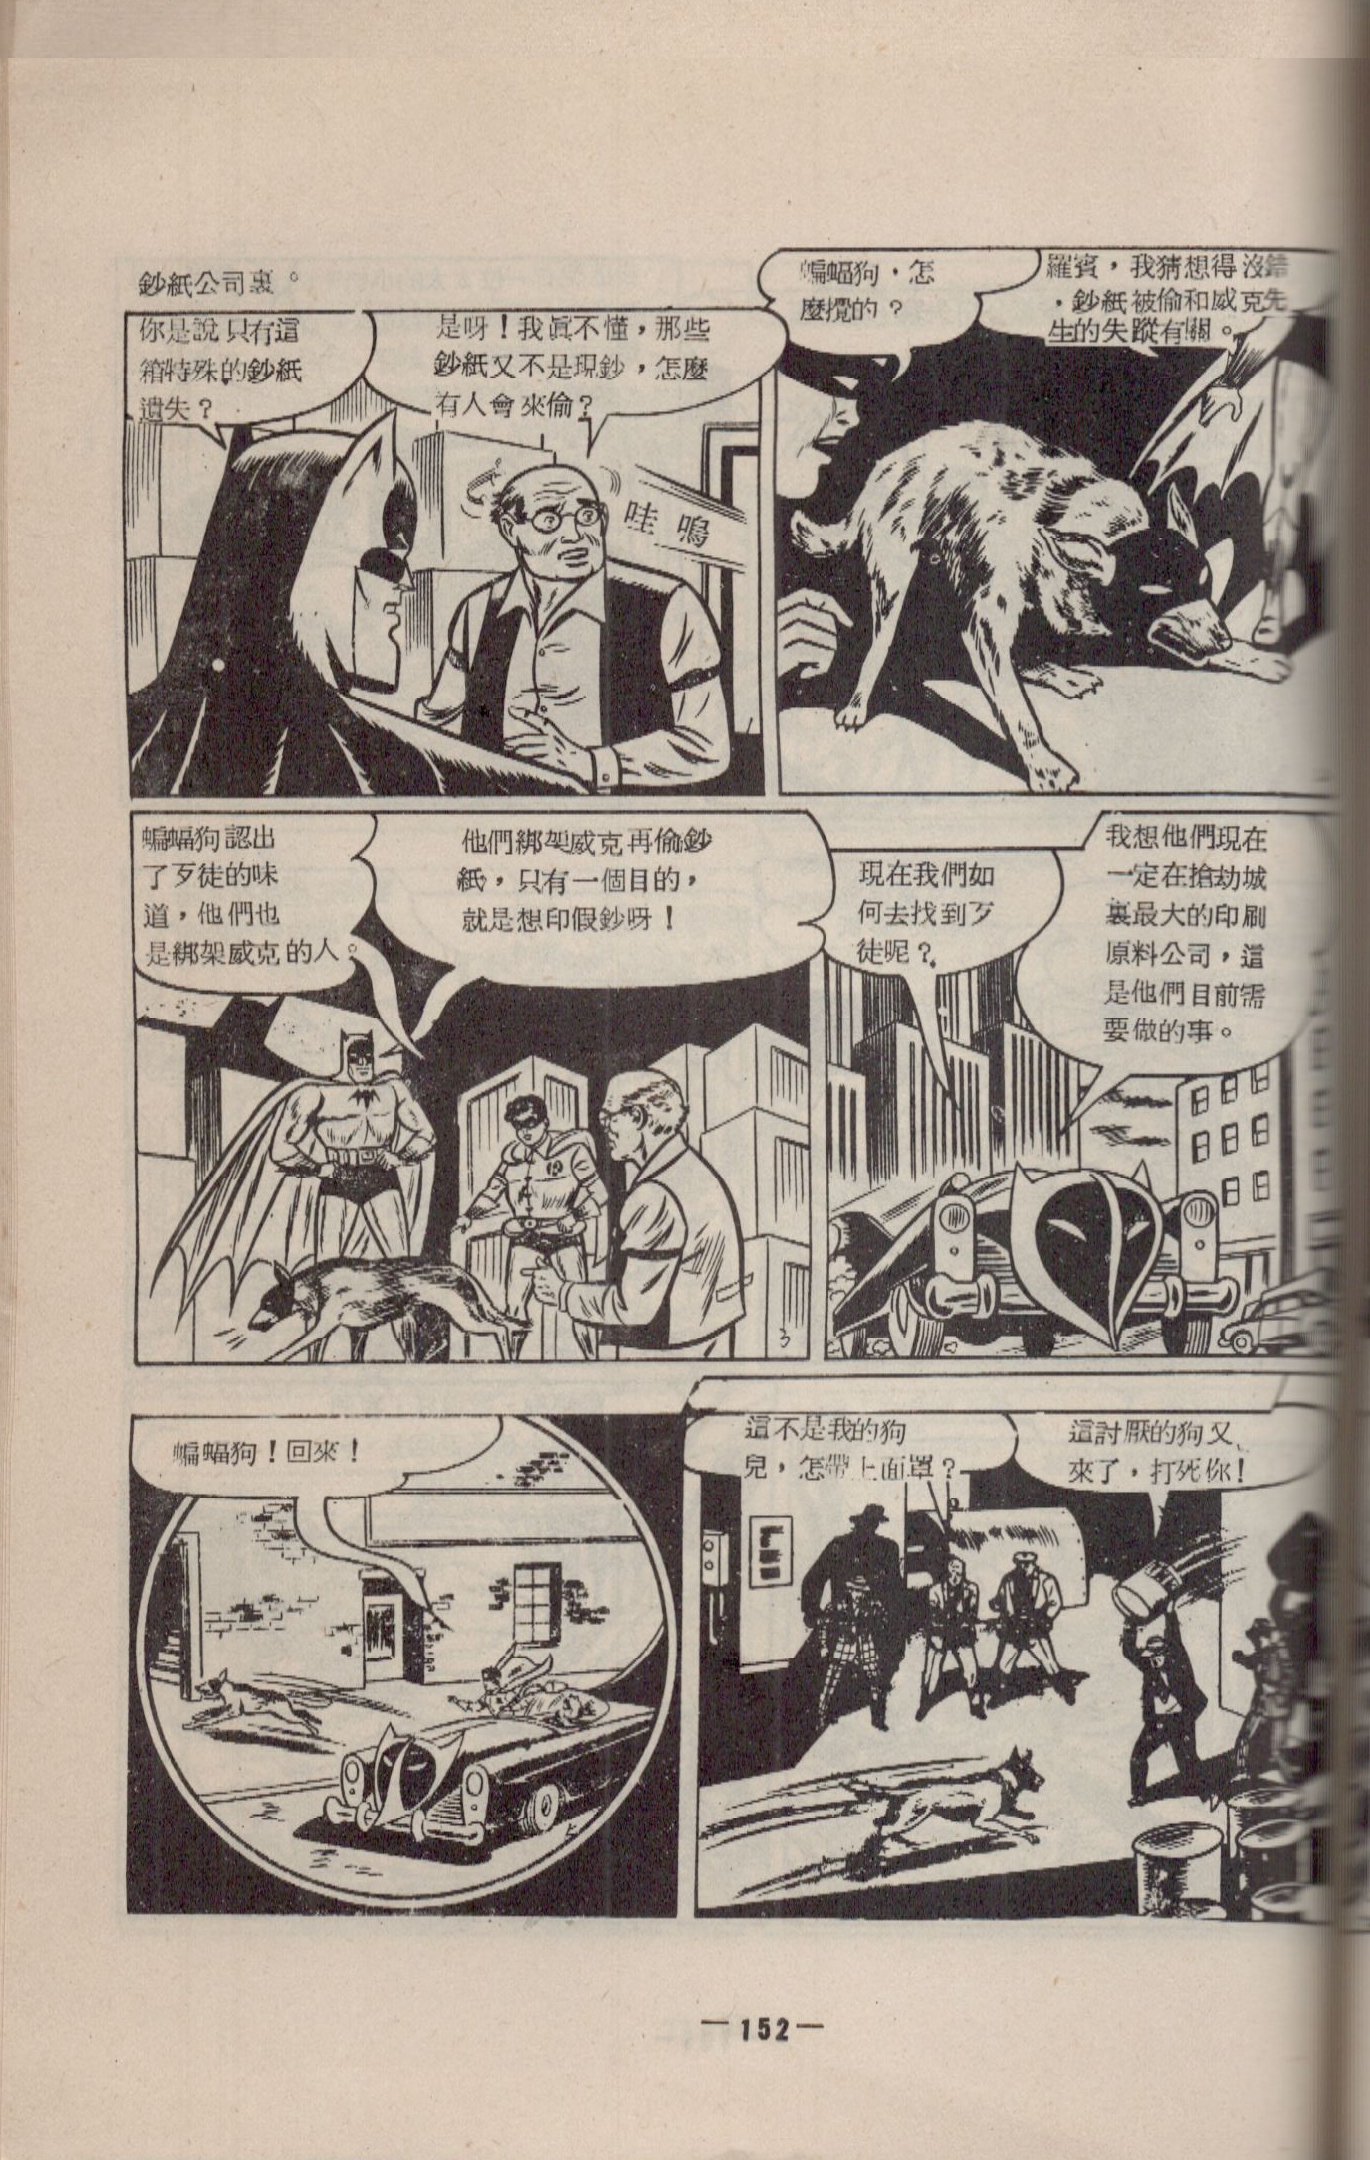 鈔紙公司裏。
你是說只有這
箱特殊的鈔紙
遺失？
是呀！我眞不懂，那些
鈔紙又不是現鈔，怎麼
有人會來偷？
哇嗚
蝙蝠狗，怎
麼攪的？
羅賓，我猜想得沒錯
，鈔紙被偷和威克先
生的失蹤有關。
蝙蝠狗認出
了歹徒的味
道，他們也
是綁架威克的人。
他們綁架威克再偷鈔
紙，只有一個目的，
就是想印假鈔呀！
3
現在我們如
何去找到歹
徒呢？
我想他們現在
一定在搶劫城
裏最大的印刷
原料公司，這
是他們目前需
要做的事。
蝙蝠狗！回來！
這不是我的狗
兒，怎帶上面罩？
這討厭的狗又
來了，打死你！
—152—